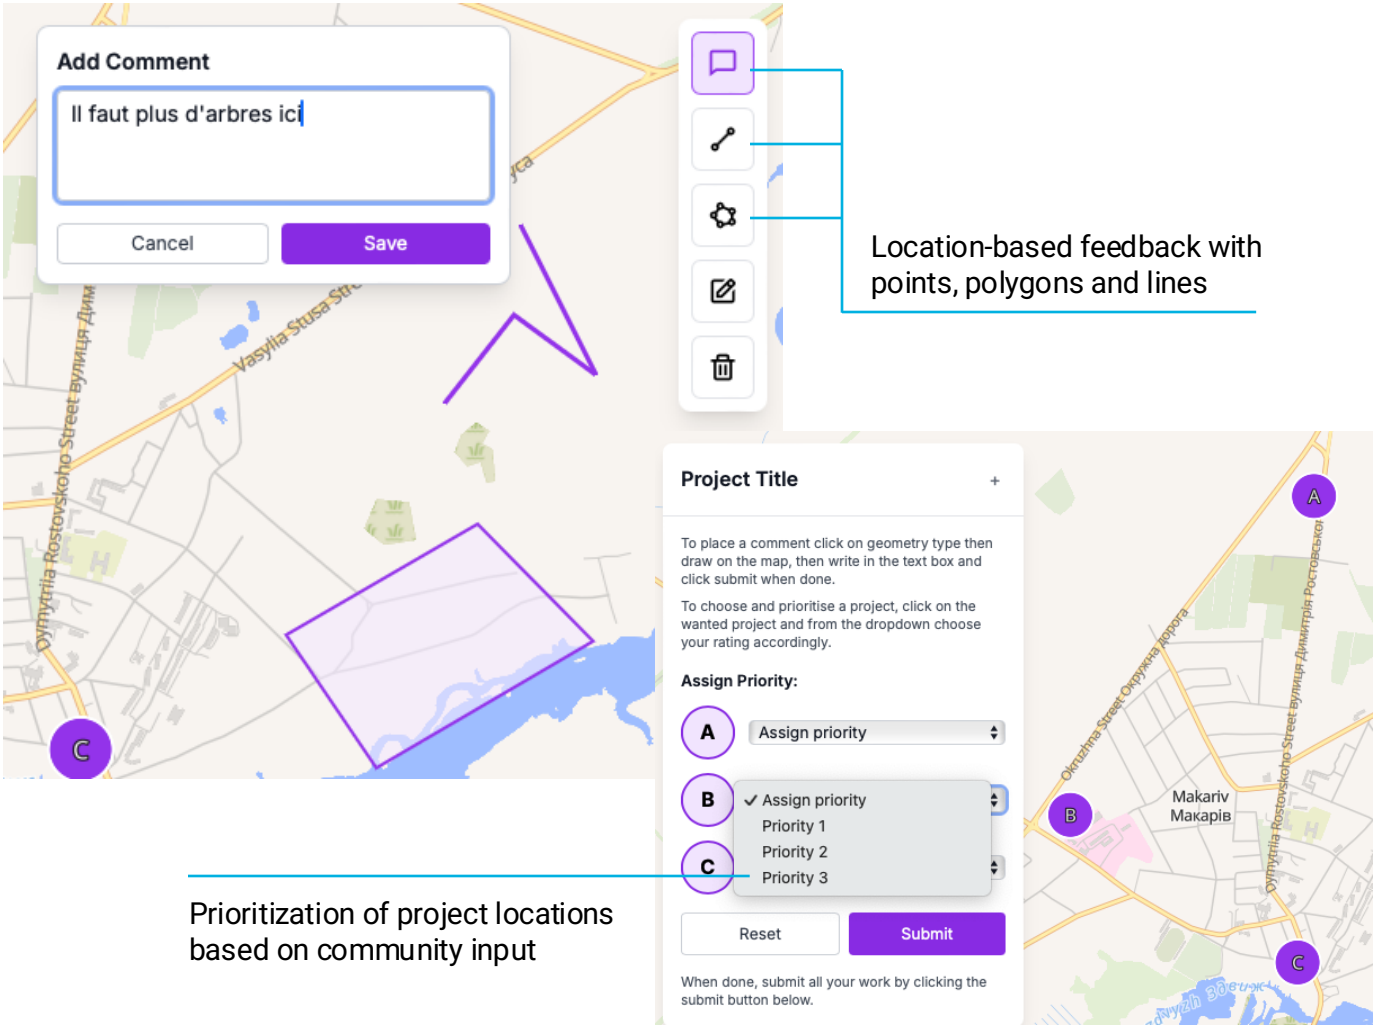 Add Comment
Il faut plus d'arbres ici
Cancel
Save
Vasylia Stusa Str
уса
Dymytriia Rostovskoho Street вулиця Дим
C
Location-based feedback with
points, polygons and lines
Project Title
+
To place a comment click on geometry type then
draw on the map, then write in the text box and
click submit when done.
To choose and prioritise a project, click on the
wanted project and from the dropdown choose
your rating accordingly.
Assign Priority:
A
Assign priority
B
✓ Assign priority
Priority 1
Priority 2
C
Priority 3
Reset
Submit
When done, submit all your work by clicking the
submit button below.
Prioritization of project locations
based on community input
A
Okruzhna Street Окружна дорога
Dymytriia Rostovskoho Street вулиця Димитрія Ростовсько
B
Makariv
Макарів
C
Здвиж